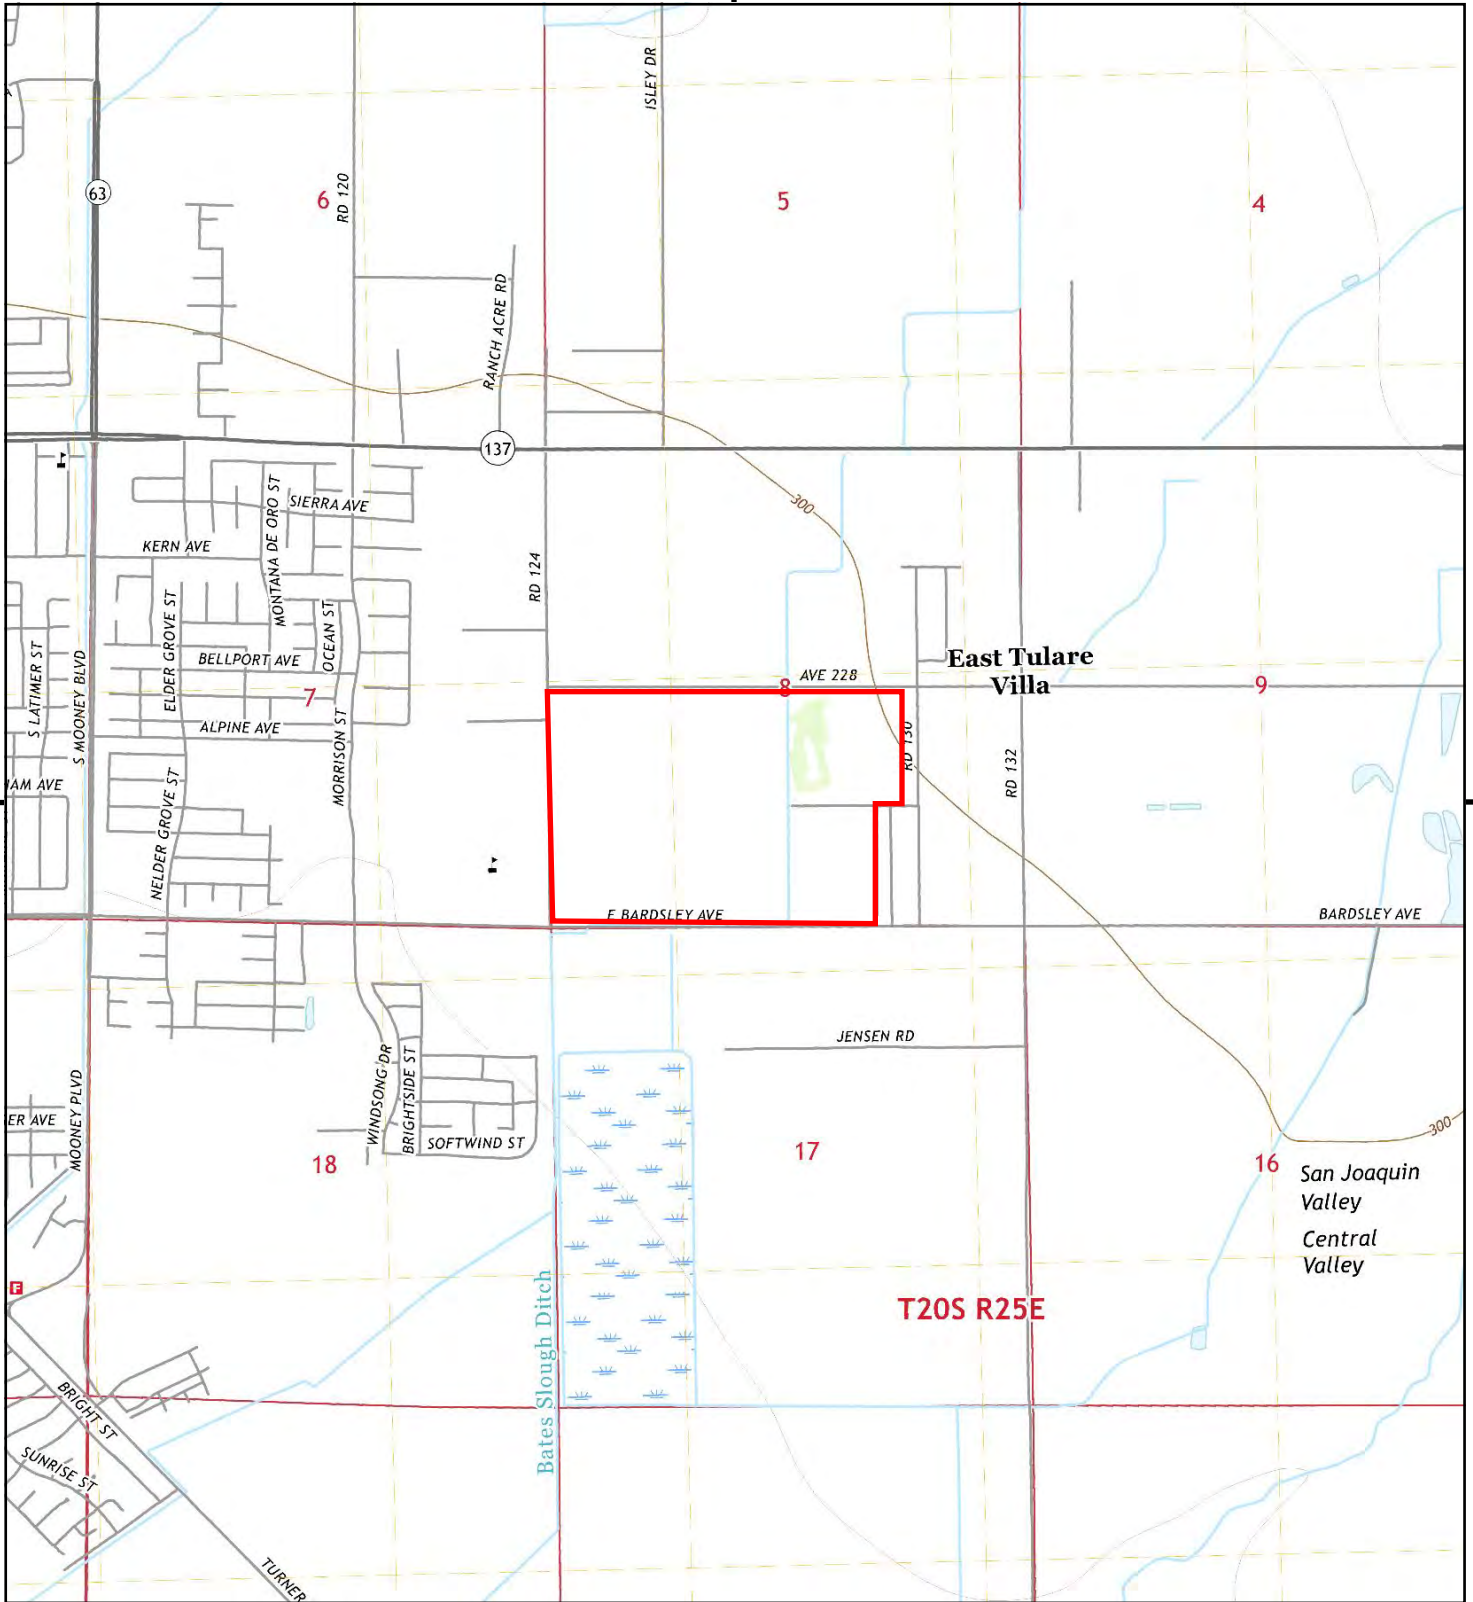 ISLEY DR
63
6
RD 120
5
4
RANCH ACRE RD
137
300
SIERRA AVE
MONTANA DE ORO ST
KERN AVE
RD 124
ELDER GROVE ST
OCEAN ST
S LATIMER ST
S MOONEY BLVD
BELLPORT AVE
East Tulare
Villa
AVE 228
7
8
9
ALPINE AVE
MORRISON ST
RD 130
RD 132
NELDER GROVE ST
E BARDSLEY AVE
BARDSLEY AVE
JENSEN RD
WINDSONG DR
BRIGHTSIDE ST
MOONEY PLVD
ER AVE
SOFTWIND ST
300
18
17
16
San Joaquin
Valley
Central
Valley
F
Bates Slough Ditch
T20S R25E
BRIGHT ST
SUNRISE ST
TURNER